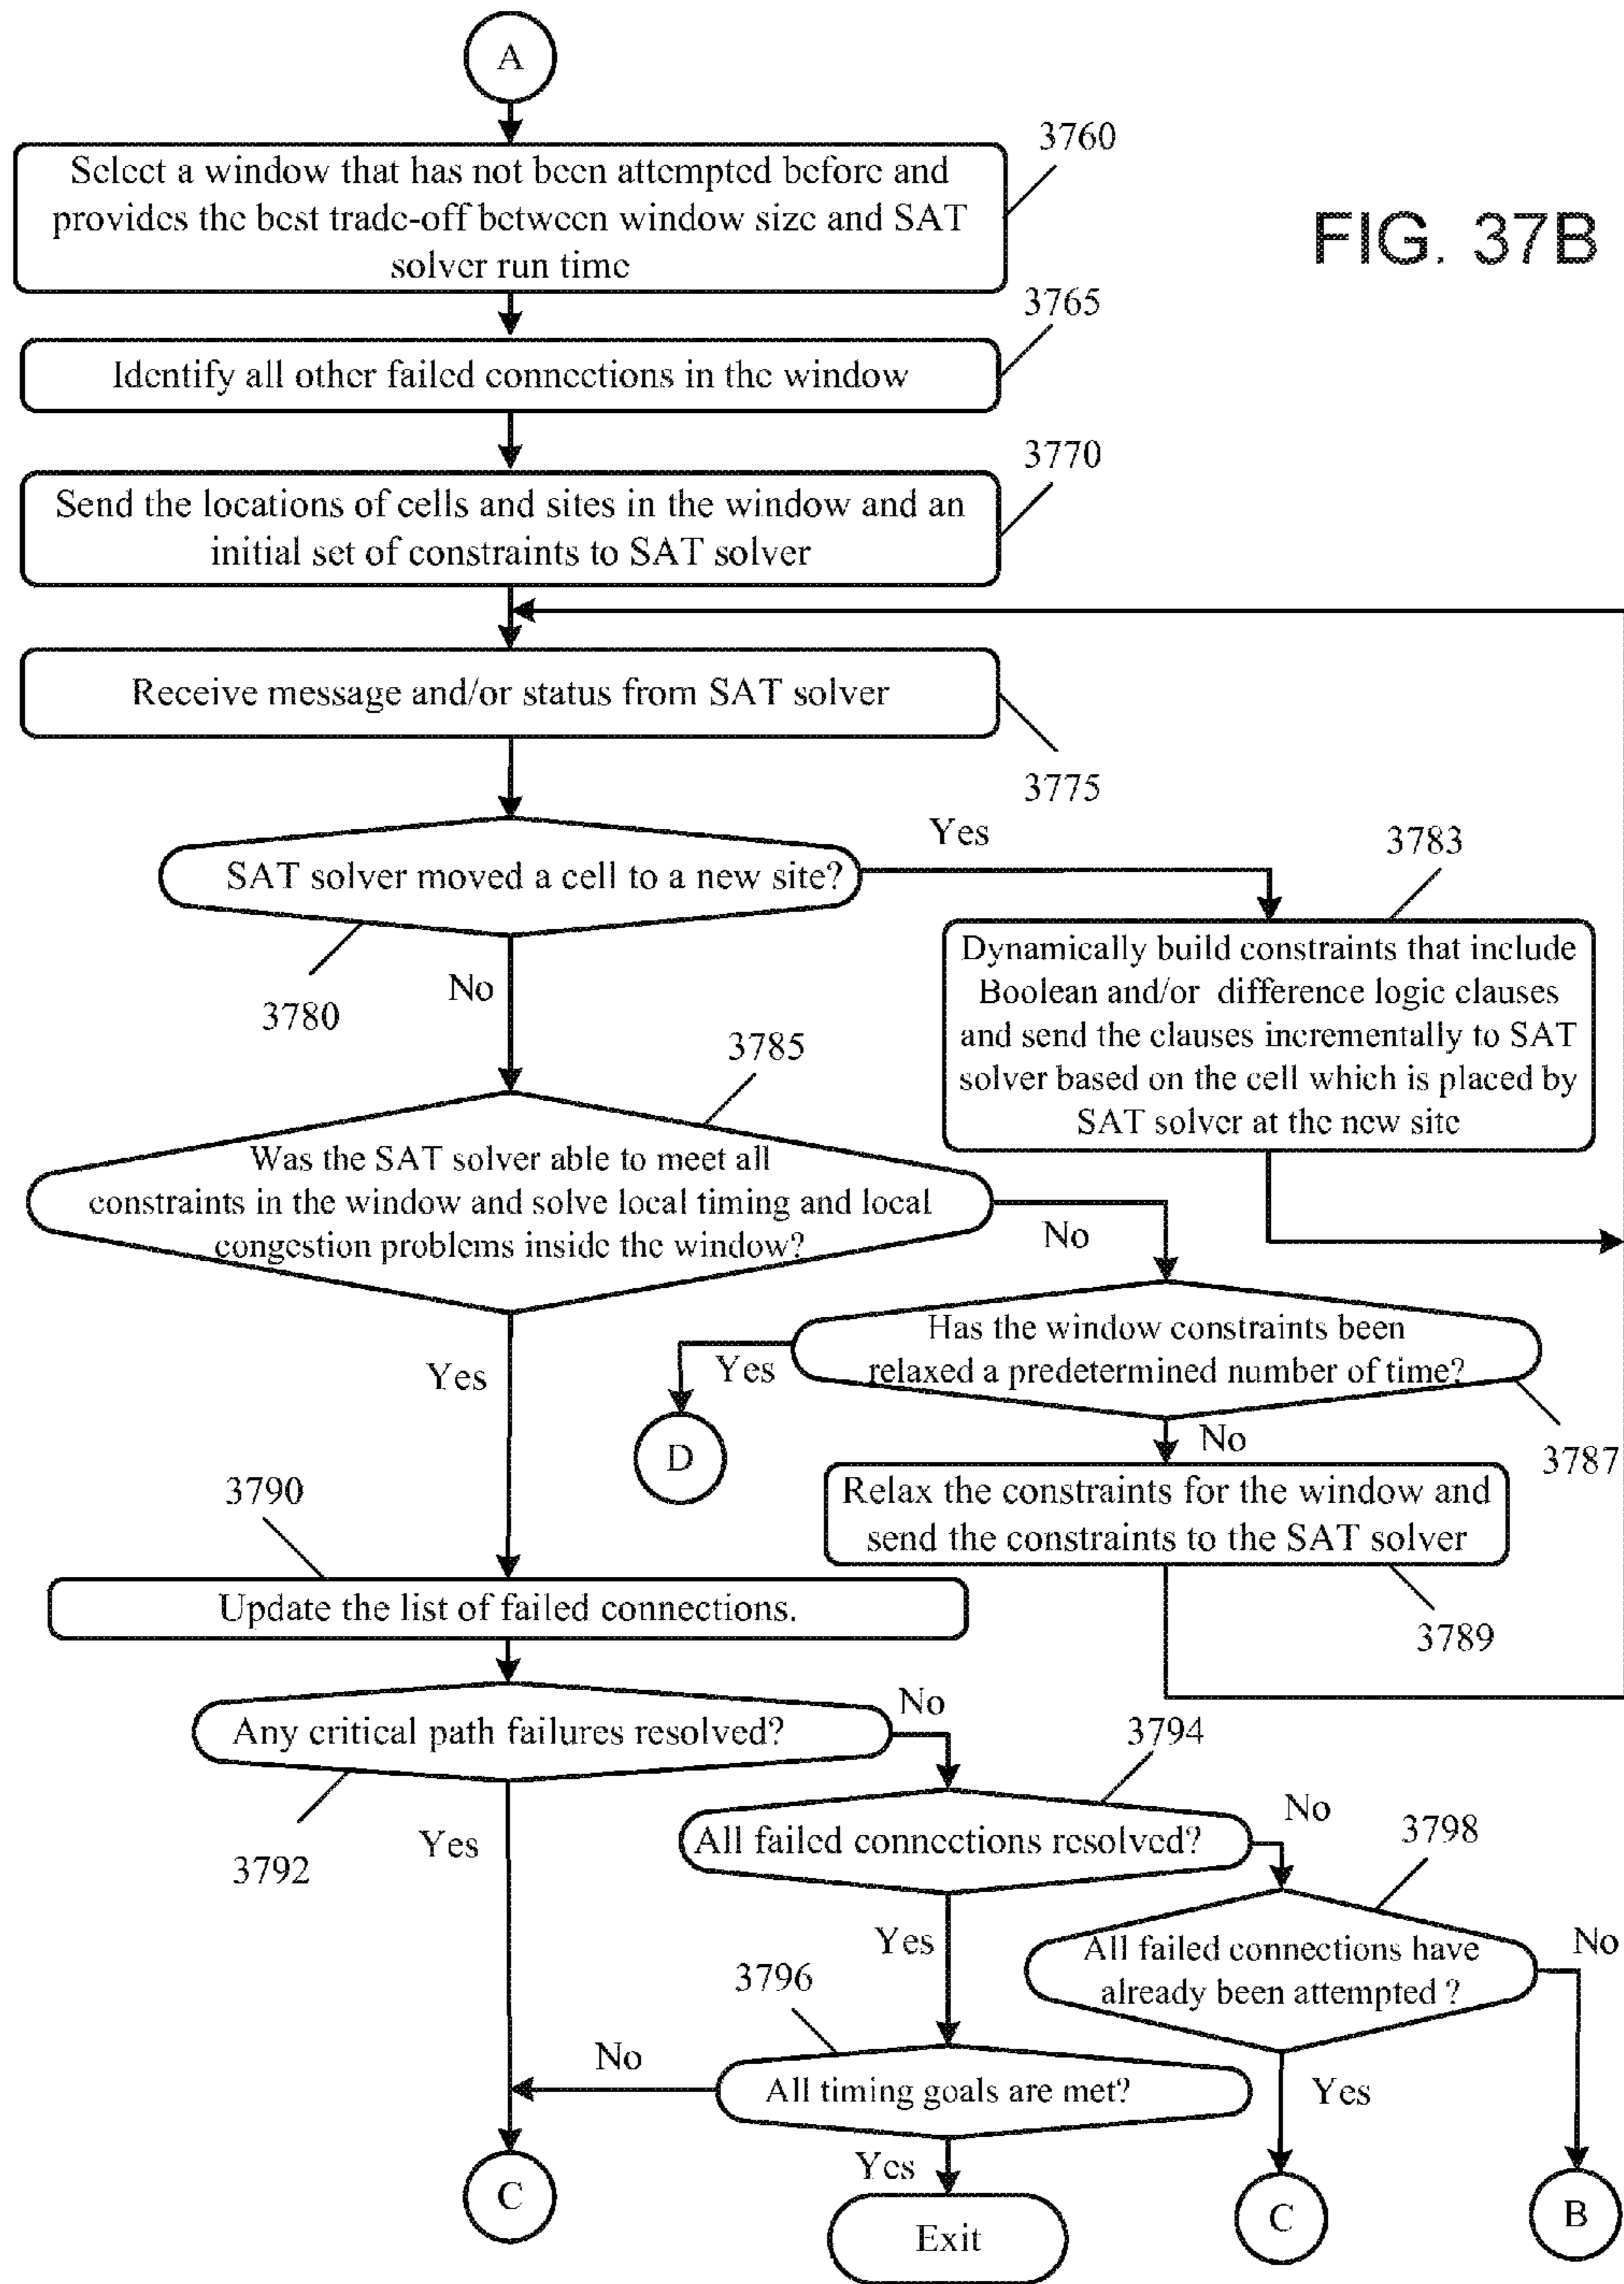 A
3760
Select a window that has not been attempted before and
provides the best trade-off between window size and SAT
solver run time
FIG. 37B
3765
Identify all other failed connections in the window
3770
Send the locations of cells and sites in the window and an
initial set of constraints to SAT solver
Receive message and/or status from SAT solver
3775
Yes
3783
SAT solver moved a cell to a new site?
3780
No
Dynamically build constraints that include
Boolean and/or difference logic clauses
and send the clauses incrementally to SAT
solver based on the cell which is placed by
SAT solver at the new site
3785
Was the SAT solver able to meet all
constraints in the window and solve local timing and local
congestion problems inside the window?
No
Yes
Has the window constraints been
relaxed a predetermined number of time?
Yes
D
No
3787
Relax the constraints for the window and
send the constraints to the SAT solver
3789
3790
Update the list of failed connections.
Any critical path failures resolved?
No
3792
Yes
3794
All failed connections resolved?
No
3798
Yes
All failed connections have
already been attempted ?
No
3796
No
All timing goals are met?
Yes
Yes
C
Exit
C
B